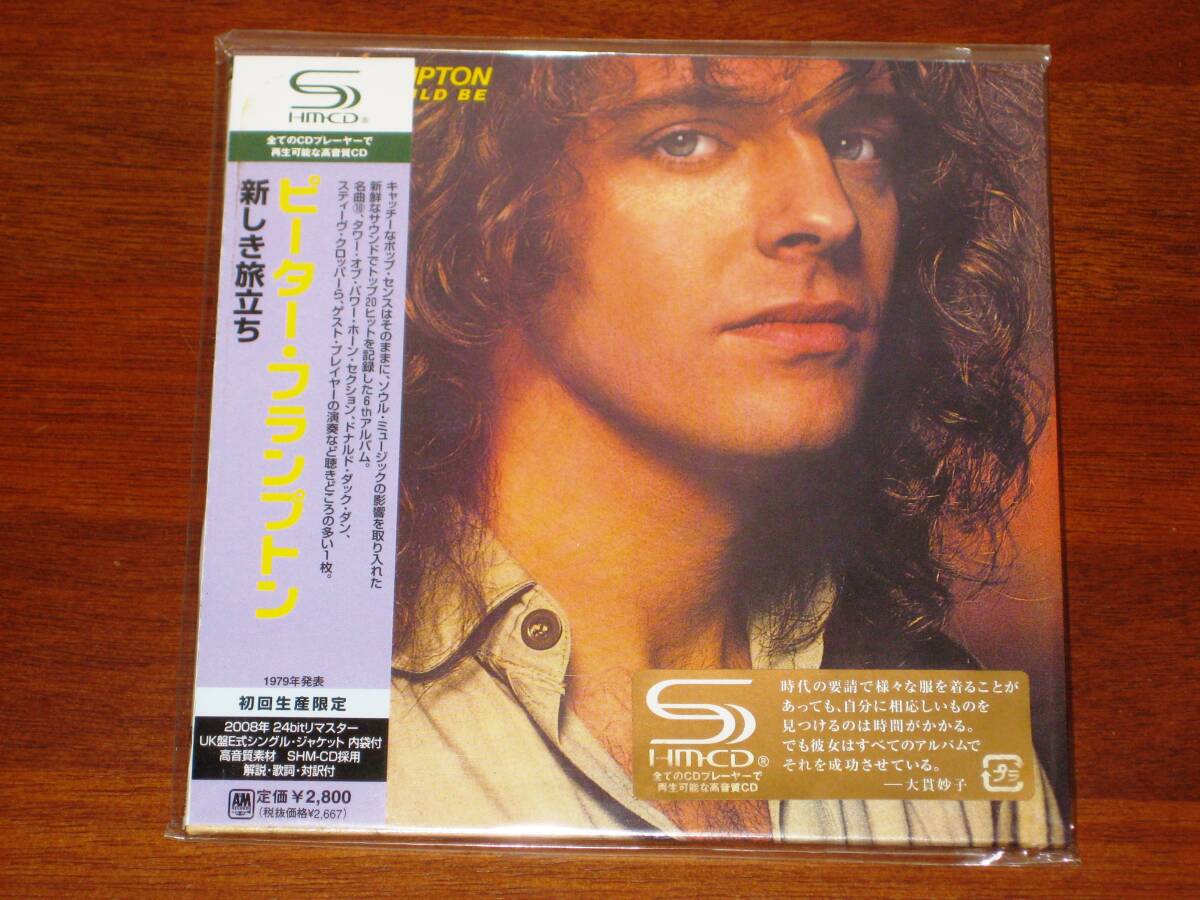 SHM-CD®
全てのCDプレーヤーで
再生可能な高音質CD
ピーター・フランプトン
新しき旅立ち
キャッチーなポップ・センスはそのままに、ソウル・ミュージックの影響を取り入れた
新鮮なサウンドでトップ20ヒットを記録した6thアルバム。
名曲⑩、タワー・オブ・パワー・ホーン・セクション、ドナルド・ダック・ダン、
スティーヴ・クロッパーら、ゲスト・プレイヤーの演奏など聴きどころの多い1枚。
1979年発表
初回生産限定
2008年 24bitリマスター
UK盤E式シングル・ジャケット 内袋付
高音質素材 SHM-CD採用
解説・歌詞・対訳付
A&M
RECORDS
定価¥2,800
(税抜価格¥2,667)
MPTON
ULD BE
SHM-CD®
全てのCDプレーヤーで
再生可能な高音質CD
時代の要請で様々な服を着ることが
あっても、自分に相応しいものを
見つけるのは時間がかかる。
でも彼女はすべてのアルバムで
それを成功させている。
──大貫妙子
プラ